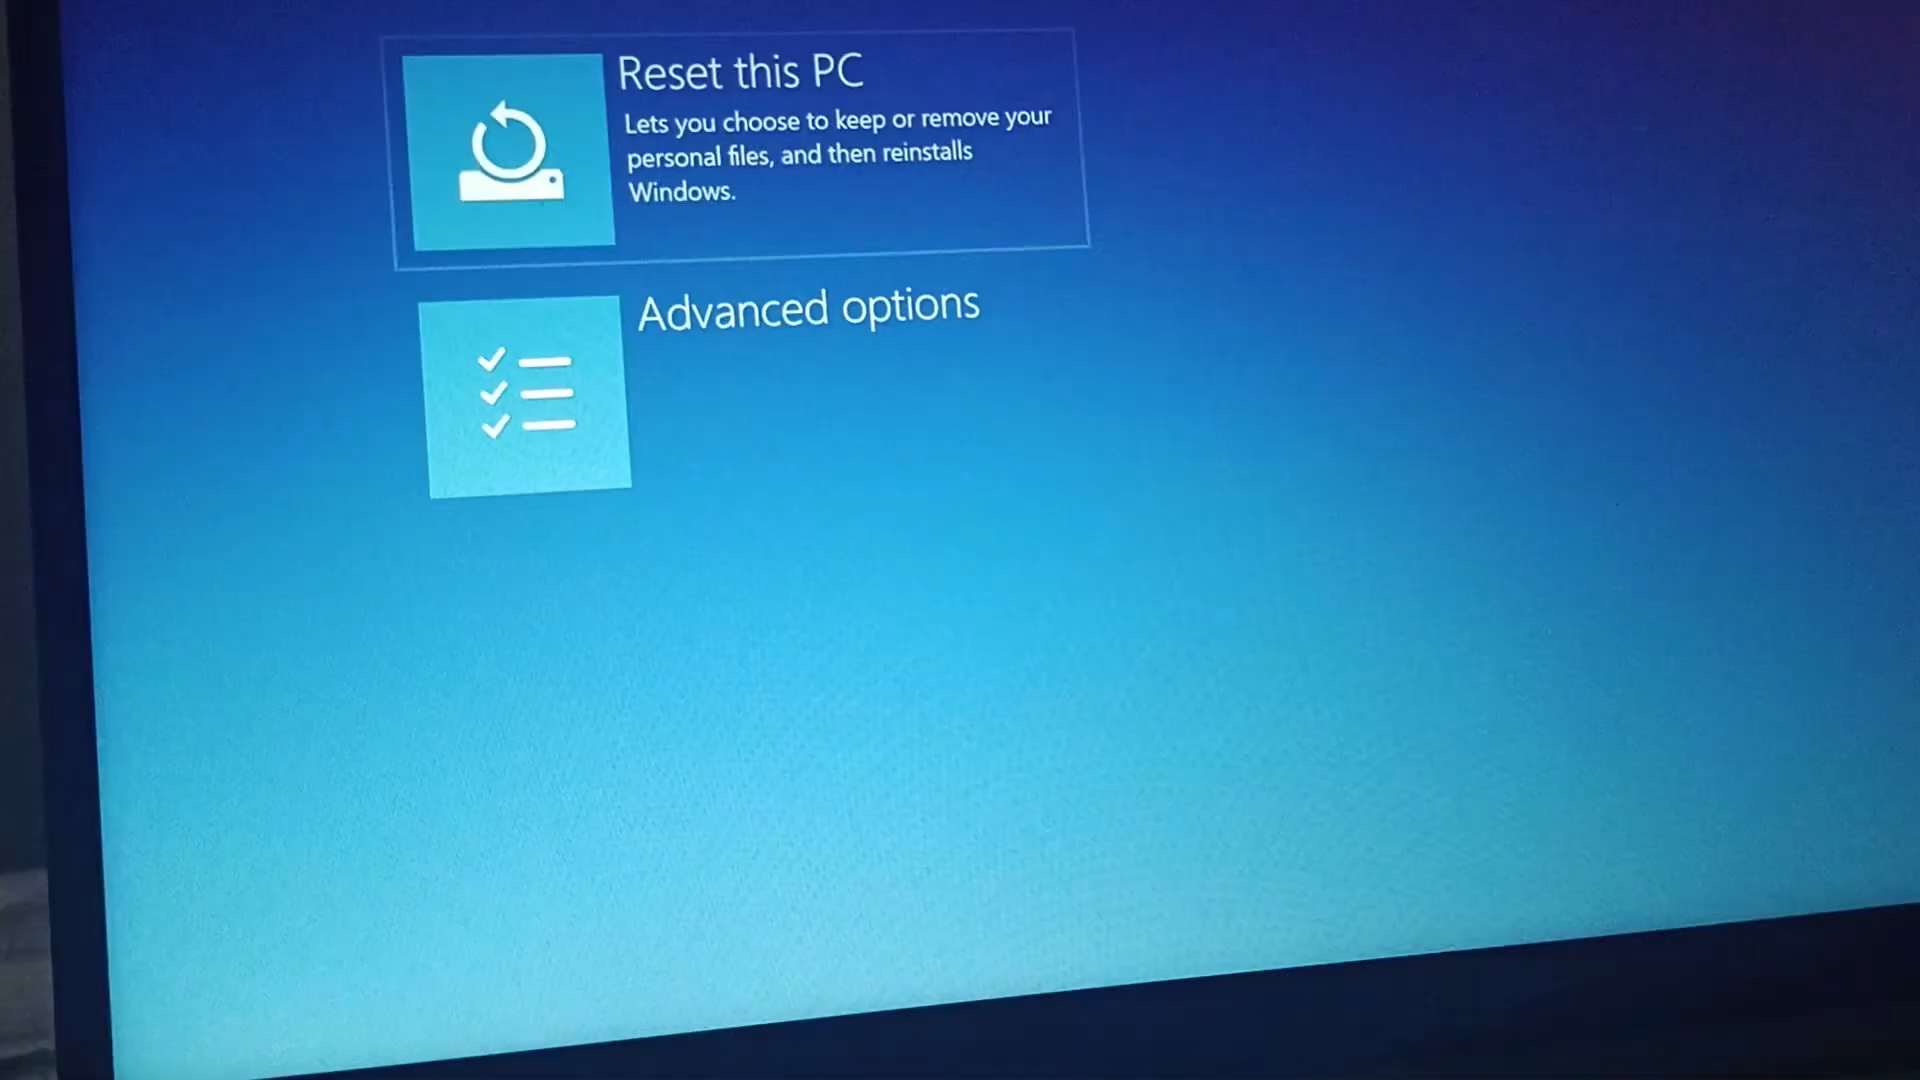 Reset this PC
Lets you choose to keep or remove your
personal files, and then reinstalls
Windows.
Advanced options